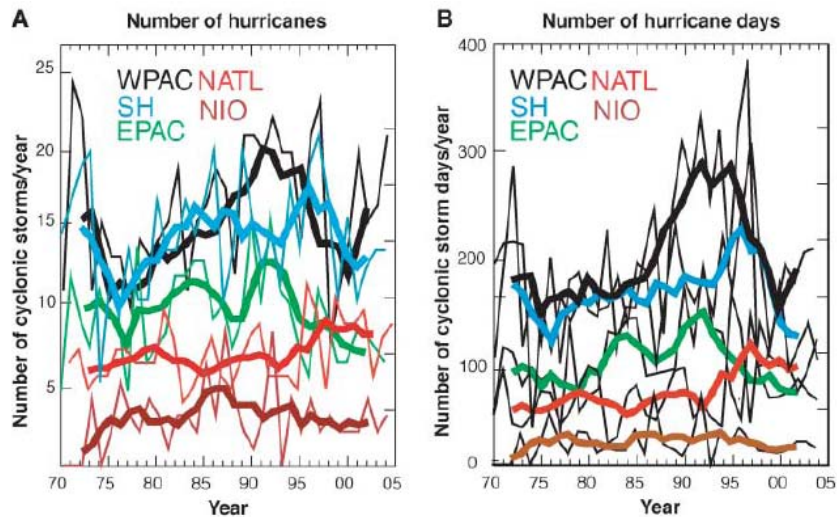 A Number of hurricanes
Number of cyclonic storms/year
25
20
15
10
5
WPAC NATL
SH NIO
EPAC
70 75 80 85 90 95 00 05
Year
B Number of hurricane days
Number of cyclonic storm days/year
400
300
200
100
0
WPAC NATL
SH NIO
EPAC
70 75 80 85 90 95 00 05
Year